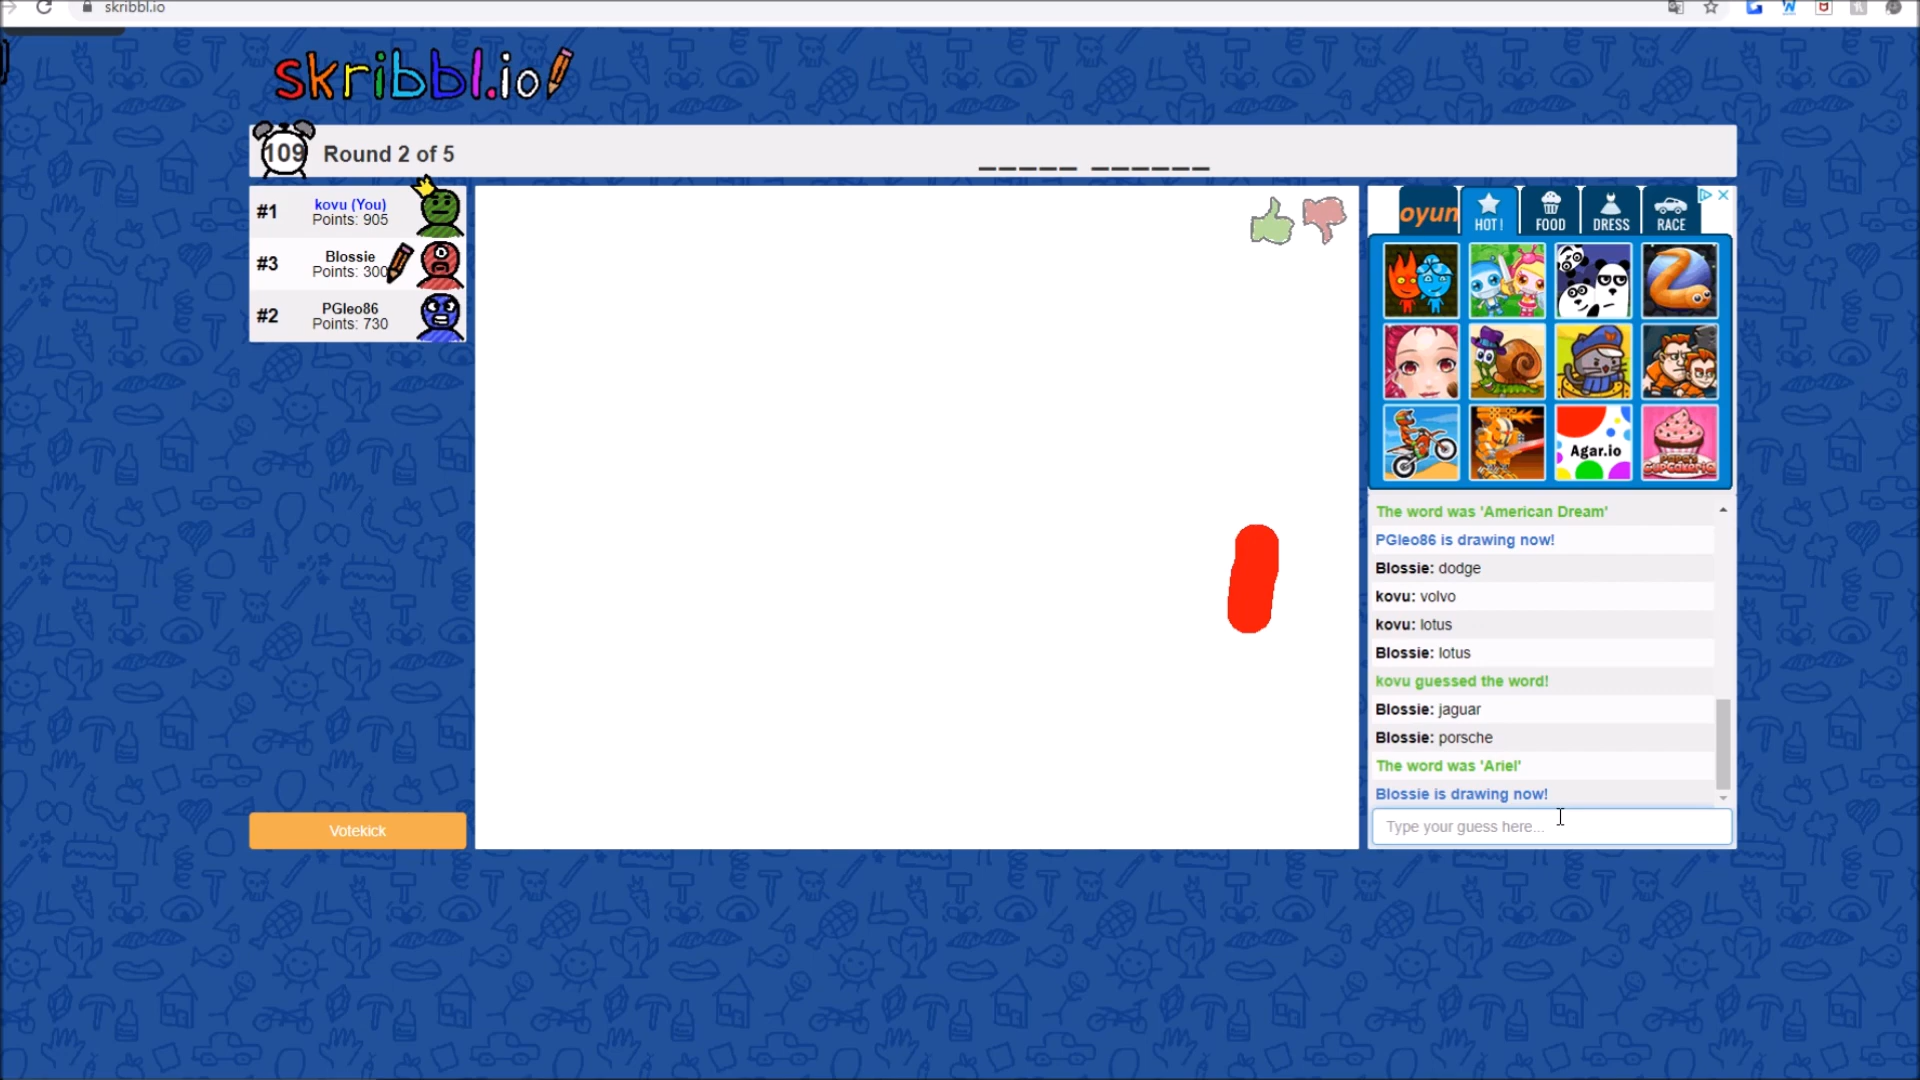 skribbl.io
skribbl.io
109 Round 2 of 5
_____ ______
#1 kovu (You)
Points: 905
#3 Blossie
Points: 300
#2 PGleo86
Points: 730
Votekick
oyun HOT! FOOD DRESS RACE
Agar.io
The word was 'American Dream'
PGleo86 is drawing now!
Blossie: dodge
kovu: volvo
kovu: lotus
Blossie: lotus
kovu guessed the word!
Blossie: jaguar
Blossie: porsche
The word was 'Ariel'
Blossie is drawing now!
Type your guess here...